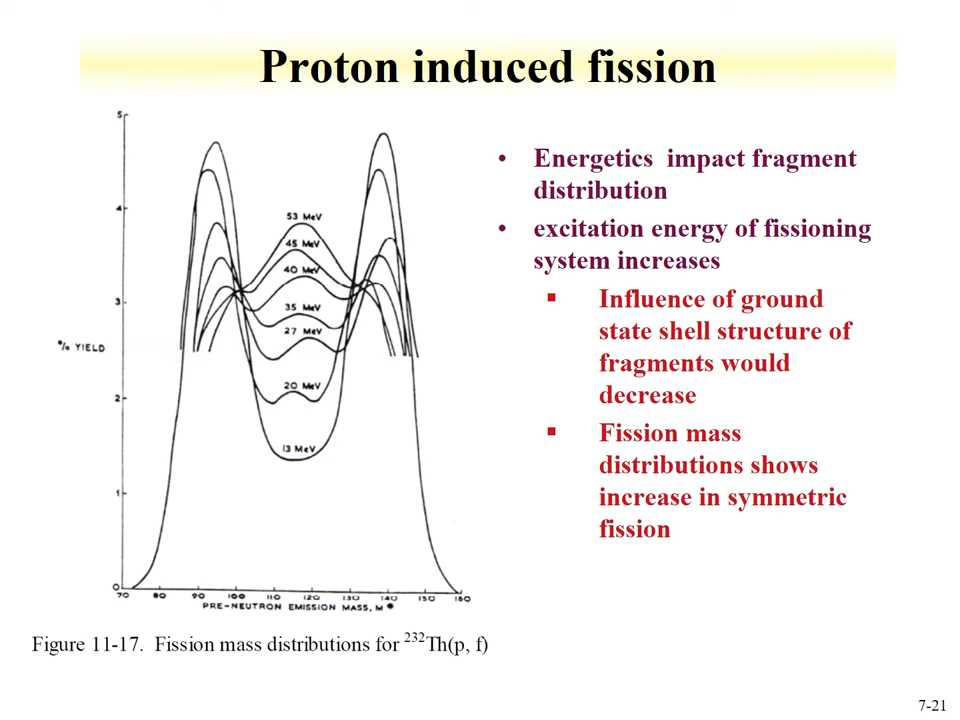 Proton induced fission
5
4
3
2
1
0
% YIELD
53 MeV
45 MeV
40 MeV
35 MeV
27 MeV
20 MeV
13 MeV
70 80 90 100 110 120 130 140 150 160
PRE-NEUTRON EMISSION MASS, M*
Figure 11-17. Fission mass distributions for ²³²Th(p, f)
• Energetics impact fragment
distribution
• excitation energy of fissioning
system increases
▪ Influence of ground
state shell structure of
fragments would
decrease
▪ Fission mass
distributions shows
increase in symmetric
fission
7-21